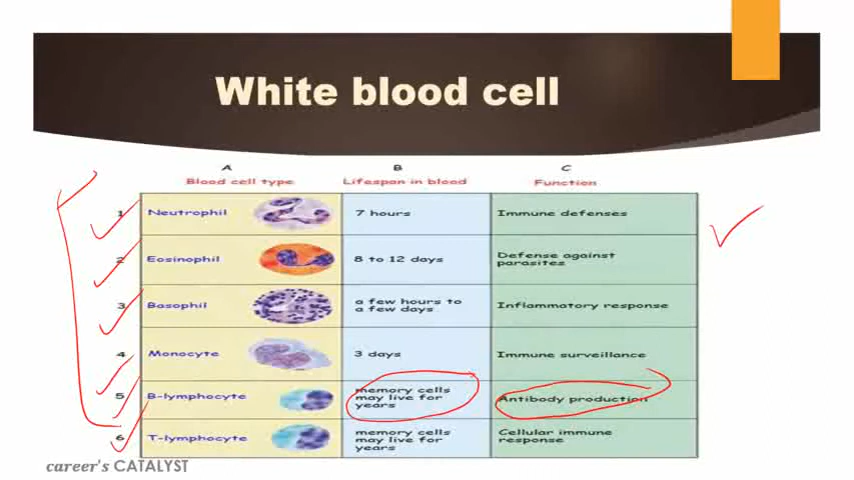 White blood cell
A B C
Blood cell type Lifespan in blood Function
1 Neutrophil 7 hours Immune defenses
2 Eosinophil 8 to 12 days Defense against
parasites
3 Basophil a few hours to
a few days Inflammatory response
4 Monocyte 3 days Immune surveillance
5 B-lymphocyte memory cells
may live for
years Antibody production
6 T-lymphocyte memory cells
may live for
years Cellular immune
response
career's CATALYST